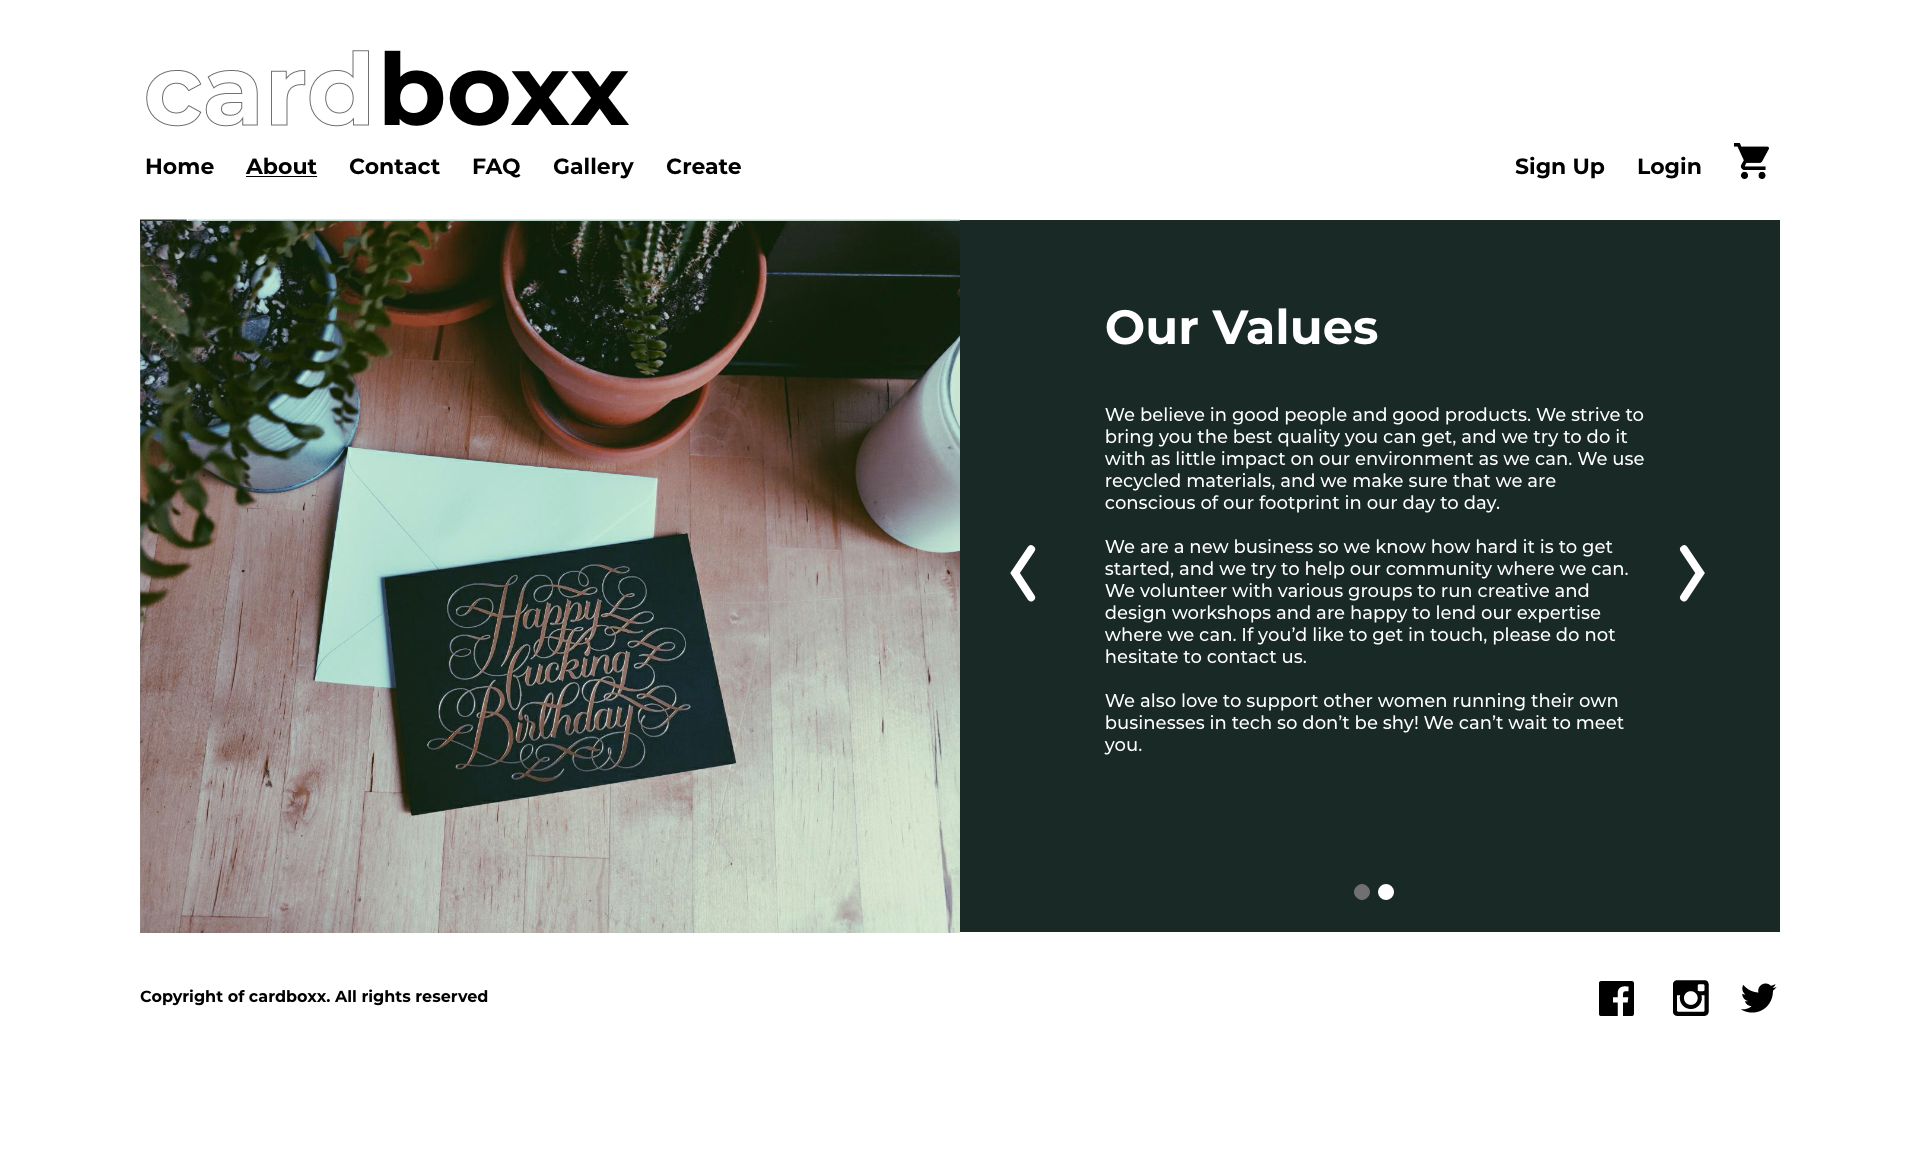 cardboxx
Home About Contact FAQ Gallery Create Sign Up Login
Happy
fucking
Birthday
Our Values
We believe in good people and good products. We strive to
bring you the best quality you can get, and we try to do it
with as little impact on our environment as we can. We use
recycled materials, and we make sure that we are
conscious of our footprint in our day to day.
We are a new business so we know how hard it is to get
started, and we try to help our community where we can.
We volunteer with various groups to run creative and
design workshops and are happy to lend our expertise
where we can. If you’d like to get in touch, please do not
hesitate to contact us.
We also love to support other women running their own
businesses in tech so don’t be shy! We can’t wait to meet
you.
Copyright of cardboxx. All rights reserved